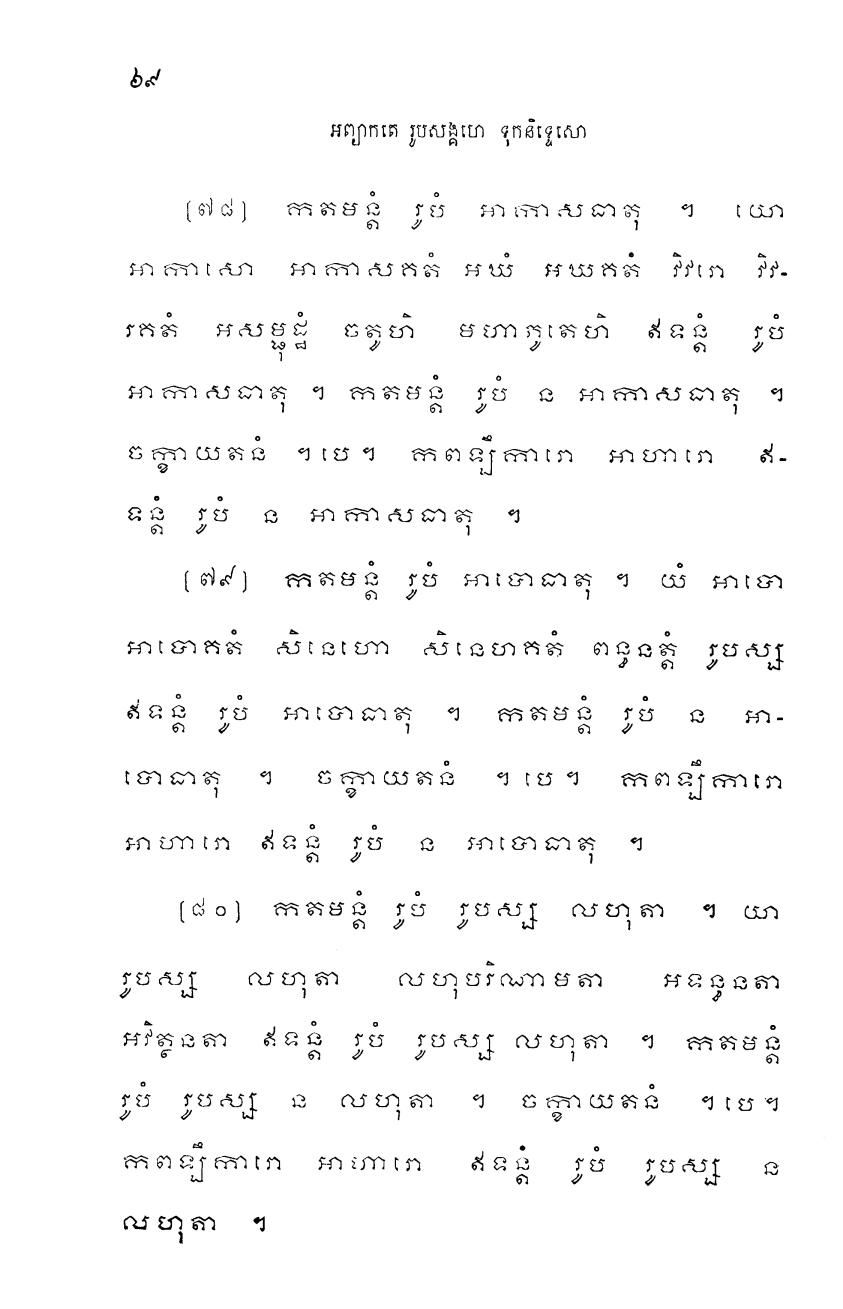 ៦៩
អព្យាកតេ រូបសង្គហេ ទុកនិទ្ទេសោ
[៧៨] កតមន្តំ រូបំ អាកាសធាតុ ។ យោ
អាកាសោ អាកាសគតំ អឃំ អឃគតំ វិវរោ វិវ-
រគតំ អសម្ផុដ្ឋំ ចតូហិ មហាភូតេហិ ឥទន្តំ រូបំ
អាកាសធាតុ ។ កតមន្តំ រូបំ ន អាកាសធាតុ ។
ចក្ខាយតនំ ។បេ។ កពឡឹការោ អាហារោ ឥ-
ទន្តំ រូបំ ន អាកាសធាតុ ។
[៧៩] កតមន្តំ រូបំ អាបោធាតុ ។ យំ អាបោ
អាបោគតំ សិនេហោ សិនេហគតំ ពន្ធនត្តំ រូបស្ស
ឥទន្តំ រូបំ អាបោធាតុ ។ កតមន្តំ រូបំ ន អា-
បោធាតុ ។ ចក្ខាយតនំ ។បេ។ កពឡឹការោ
អាហារោ ឥទន្តំ រូបំ ន អាបោធាតុ ។
[៨០] កតមន្តំ រូបំ រូបស្ស លហុតា ។ យា
រូបស្ស លហុតា លហុបរិណាមតា អទន្ធនតា
អវិត្ថនតា ឥទន្តំ រូបំ រូបស្ស លហុតា ។ កតមន្តំ
រូបំ រូបស្ស ន លហុតា ។ ចក្ខាយតនំ ។បេ។
កពឡឹការោ អាហារោ ឥទន្តំ រូបំ រូបស្ស ន
លហុតា ។